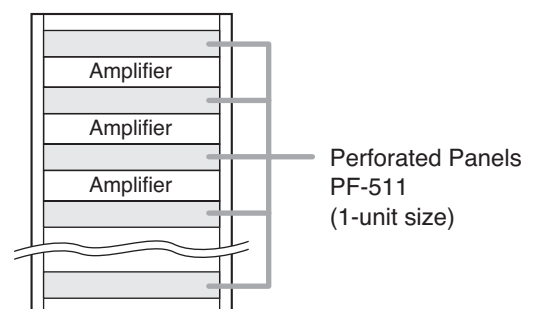 Amplifier
Amplifier
Amplifier
Perforated Panels
PF-511
(1-unit size)